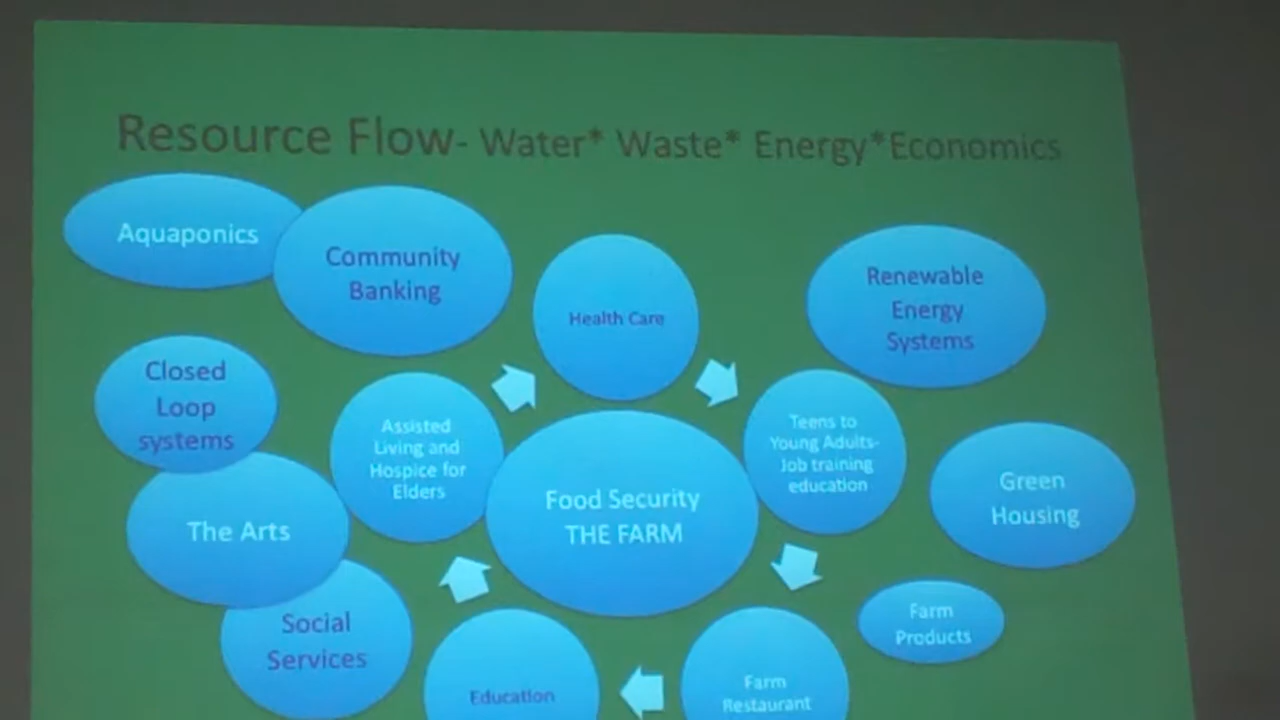 Resource Flow- Water* Waste* Energy*Economics
Aquaponics
Community
Banking
Health Care
Renewable
Energy
Systems
Closed
Loop
systems
Assisted
Living and
Hospice for
Elders
Teens to
Young Adults-
Job training
education
Food Security
THE FARM
Green
Housing
The Arts
Farm
Products
Social
Services
Education
Farm
Restaurant